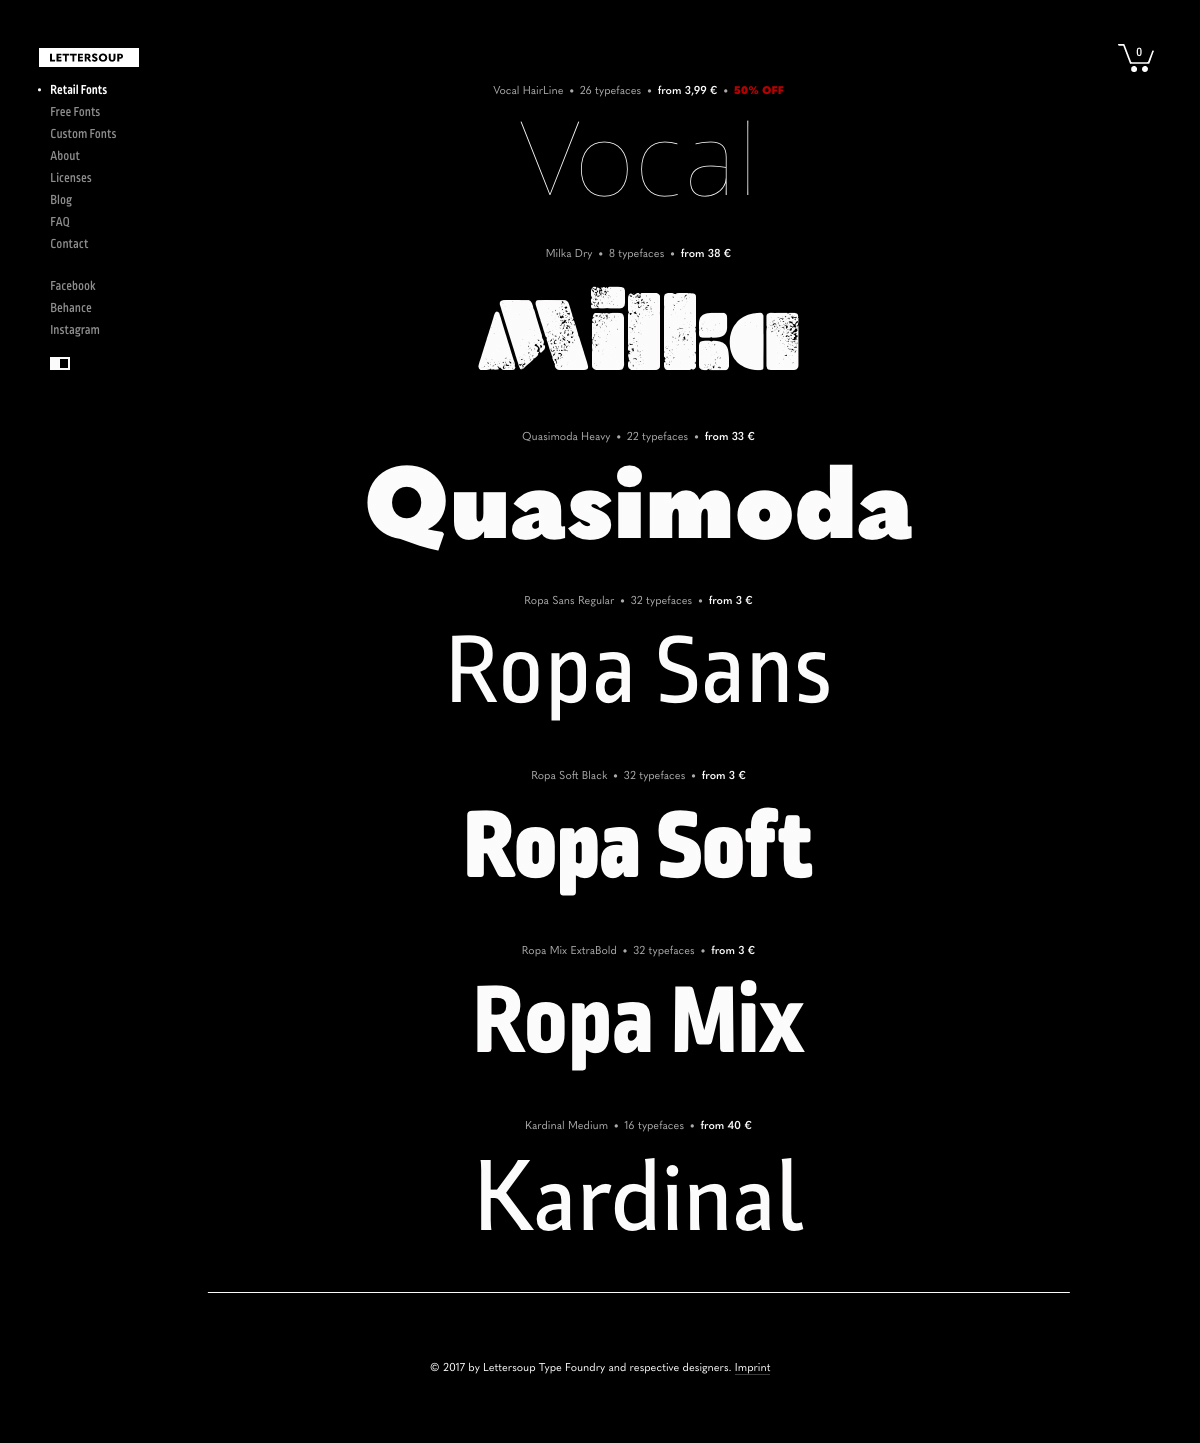 LETTERSOUP
Retail Fonts
Free Fonts
Custom Fonts
About
Licenses
Blog
FAQ
Contact
Facebook
Behance
Instagram
0
Vocal HairLine • 26 typefaces • from 3,99 € • 50% OFF
Vocal
Milka Dry • 8 typefaces • from 38 €
Milka
Quasimoda Heavy • 22 typefaces • from 33 €
Quasimoda
Ropa Sans Regular • 32 typefaces • from 3 €
Ropa Sans
Ropa Soft Black • 32 typefaces • from 3 €
Ropa Soft
Ropa Mix ExtraBold • 32 typefaces • from 3 €
Ropa Mix
Kardinal Medium • 16 typefaces • from 40 €
Kardinal
© 2017 by Lettersoup Type Foundry and respective designers. Imprint